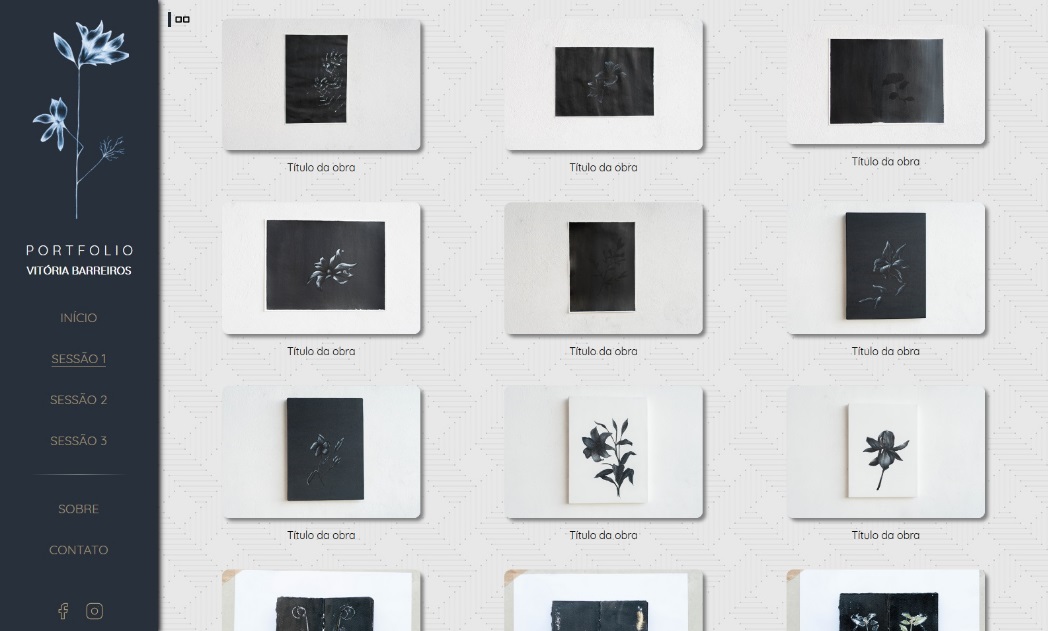 PORTFOLIO
VITÓRIA BARREIROS
INÍCIO
SESSÃO 1
SESSÃO 2
SESSÃO 3
SOBRE
CONTATO
Título da obra
Título da obra
Título da obra
Título da obra
Título da obra
Título da obra
Título da obra
Título da obra
Título da obra